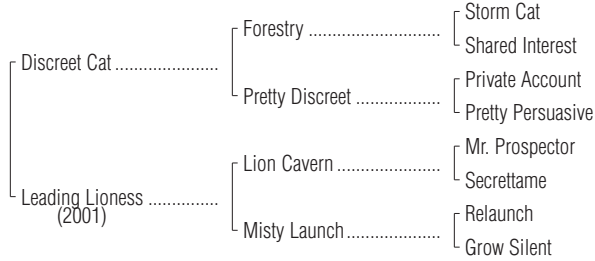 Storm Cat
Forestry ............................
Shared Interest
Discreet Cat ......................
Private Account
Pretty Discreet ..................
Pretty Persuasive
Mr. Prospector
Lion Cavern ......................
Secrettame
Leading Lioness ...............
(2001)
Relaunch
Misty Launch....................
Grow Silent